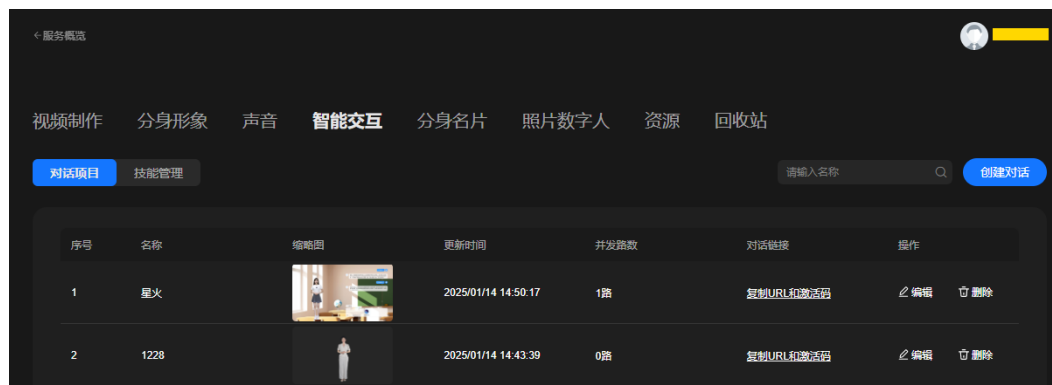 ←服务概览
视频制作 分身形象 声音 智能交互 分身名片 照片数字人 资源 回收站
对话项目 技能管理 请输入名称 创建对话
序号 名称 缩略图 更新时间 并发路数 对话链接 操作
1 星火 2025/01/14 14:50:17 1路 复制URL和激活码 编辑 删除
2 1228 2025/01/14 14:43:39 0路 复制URL和激活码 编辑 删除